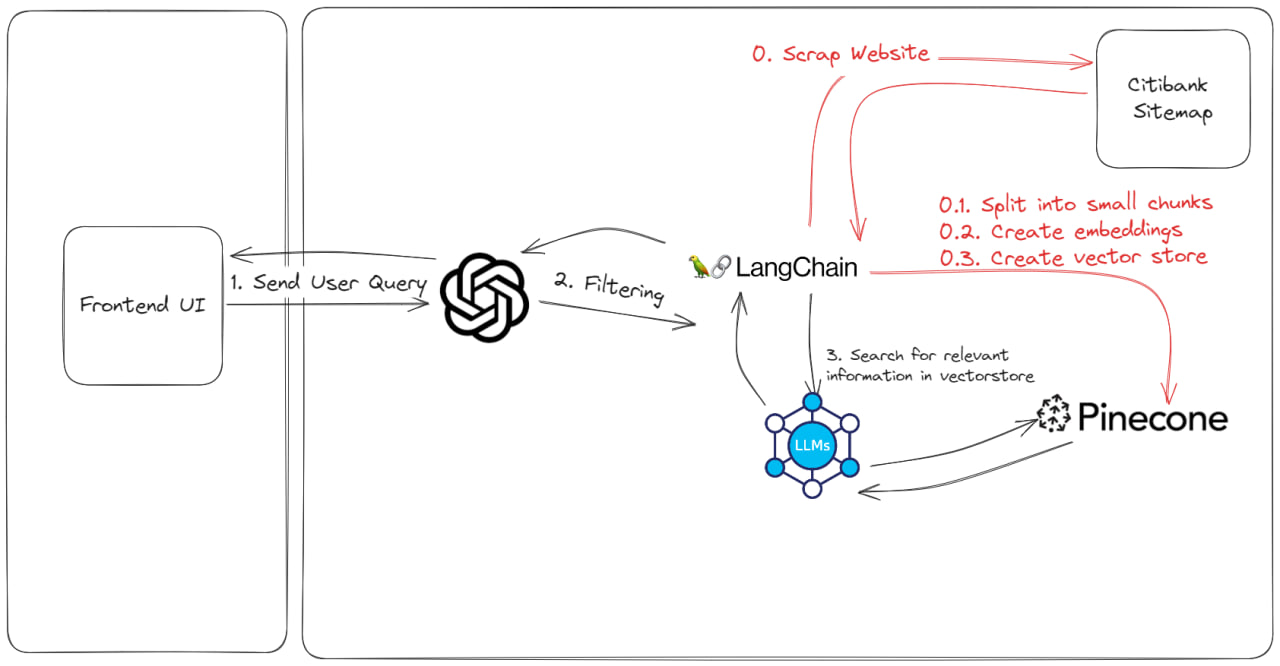 0. Scrap Website
Citibank
Sitemap
0.1. Split into small chunks
0.2. Create embeddings
0.3. Create vector store
LangChain
Frontend UI
1. Send User Query
2. Filtering
3. Search for relevant
information in vectorstore
LLMs
Pinecone